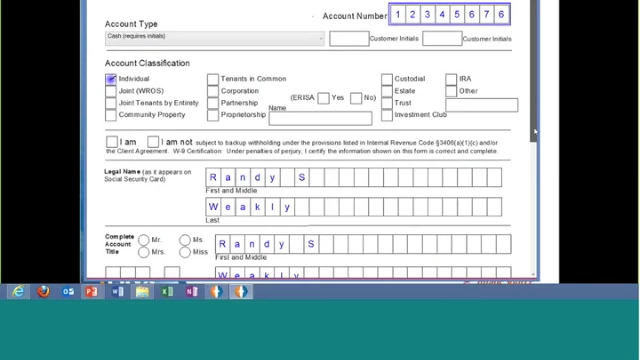 Account Number 1 2 3 4 5 6 7 6
Account Type
Cash (requires initials)
Customer Initials
Customer Initials
Account Classification
Individual
Tenants in Common
Custodial
IRA
Joint (WROS)
Corporation
Estate
Other
Joint Tenants by Entirety
Partnership
(ERISA
Yes
No)
Trust
Community Property
Proprietorship
Name
Investment Club
I am
I am not subject to backup withholding under the provisions listed in Internal Revenue Code §3406(a)(1)(c) and/or
the Client Agreement. W-9 Certification: Under penalties of perjury, I certify the information shown on this form is correct and complete.
Legal Name (as it appears on
Social Security Card)
Randy S
First and Middle
Weakly
Last
Complete
Account
Title
Mr.
Ms.
Mrs.
Miss
Randy S
First and Middle
Weakly